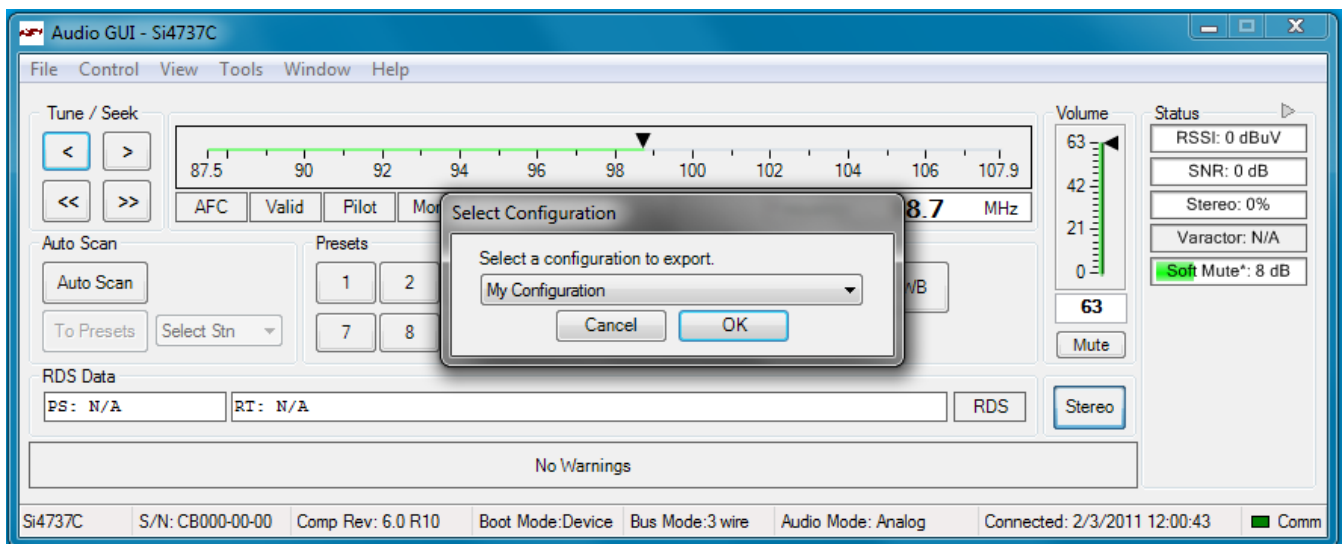 Audio GUI - Si4737C
File Control View Tools Window Help
Tune / Seek
< >
<< >>
87.5 90 92 94 96 98 100 102 104 106 107.9
AFC Valid Pilot 8.7 MHz
Volume
63
42
21
0
63
Mute
Status
RSSI: 0 dBuV
SNR: 0 dB
Stereo: 0%
Varactor: N/A
Soft Mute*: 8 dB
Auto Scan
Auto Scan
To Presets Select Stn
Presets
1 2
7 8
WB
Select Configuration
Select a configuration to export.
My Configuration
Cancel OK
RDS Data
PS: N/A RT: N/A RDS
Stereo
No Warnings
Si4737C S/N: CB000-00-00 Comp Rev: 6.0 R10 Boot Mode:Device Bus Mode:3 wire Audio Mode: Analog Connected: 2/3/2011 12:00:43 Comm